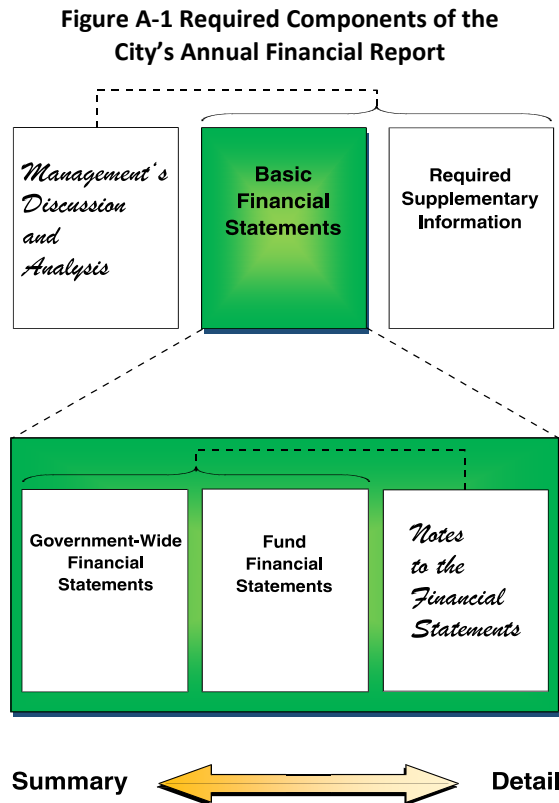 Figure A-1 Required Components of the
City's Annual Financial Report
Management's
Discussion
and
Analysis
Basic
Financial
Statements
Required
Supplementary
Information
Government-Wide
Financial
Statements
Fund
Financial
Statements
Notes
to the
Financial
Statements
Summary
Detail